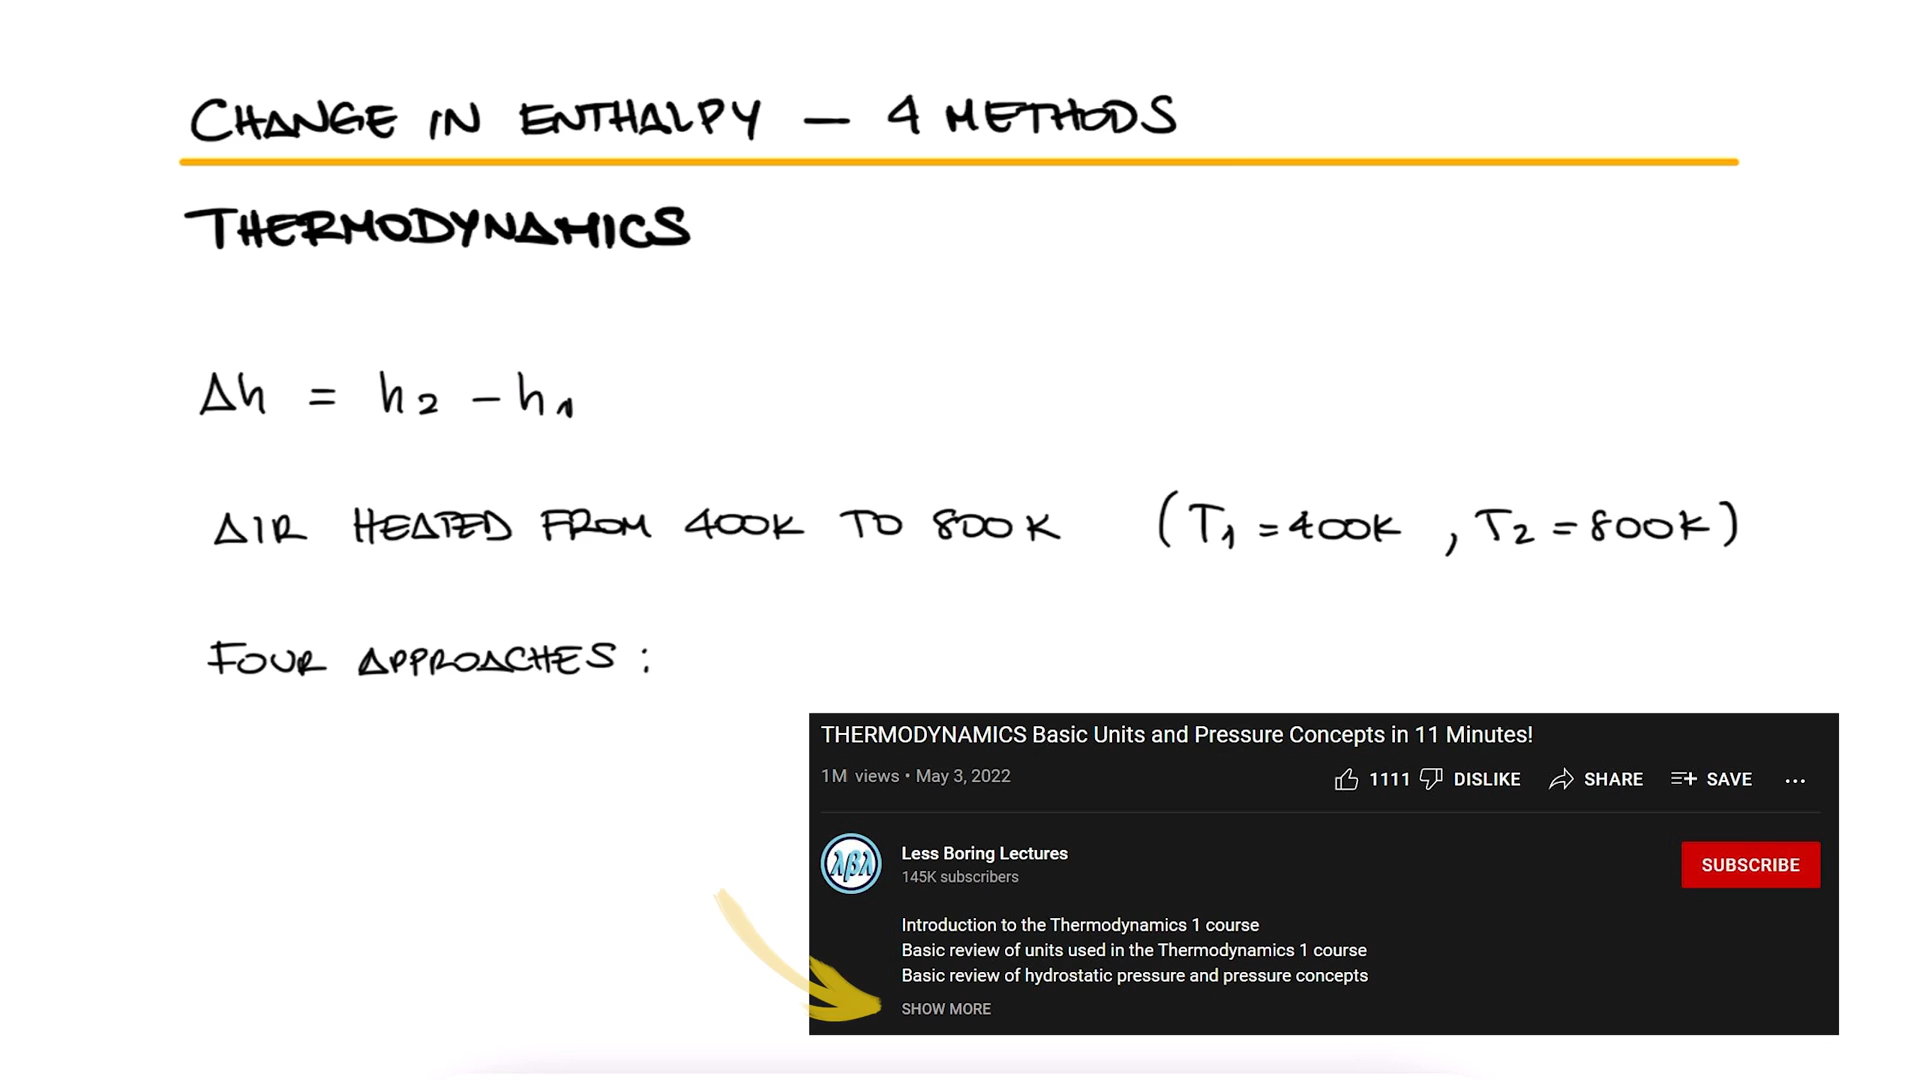 CHANGE IN ENTHALPY — 4 METHODS
THERMODYNAMICS
Δh = h₂ − h₁
AIR HEATED FROM 400K TO 800K (T₁ = 400K , T₂ = 800K)
FOUR APPROACHES :
THERMODYNAMICS Basic Units and Pressure Concepts in 11 Minutes!
1M views • May 3, 2022
1111 DISLIKE SHARE SAVE ...
λβλ
Less Boring Lectures
145K subscribers
SUBSCRIBE
Introduction to the Thermodynamics 1 course
Basic review of units used in the Thermodynamics 1 course
Basic review of hydrostatic pressure and pressure concepts
SHOW MORE